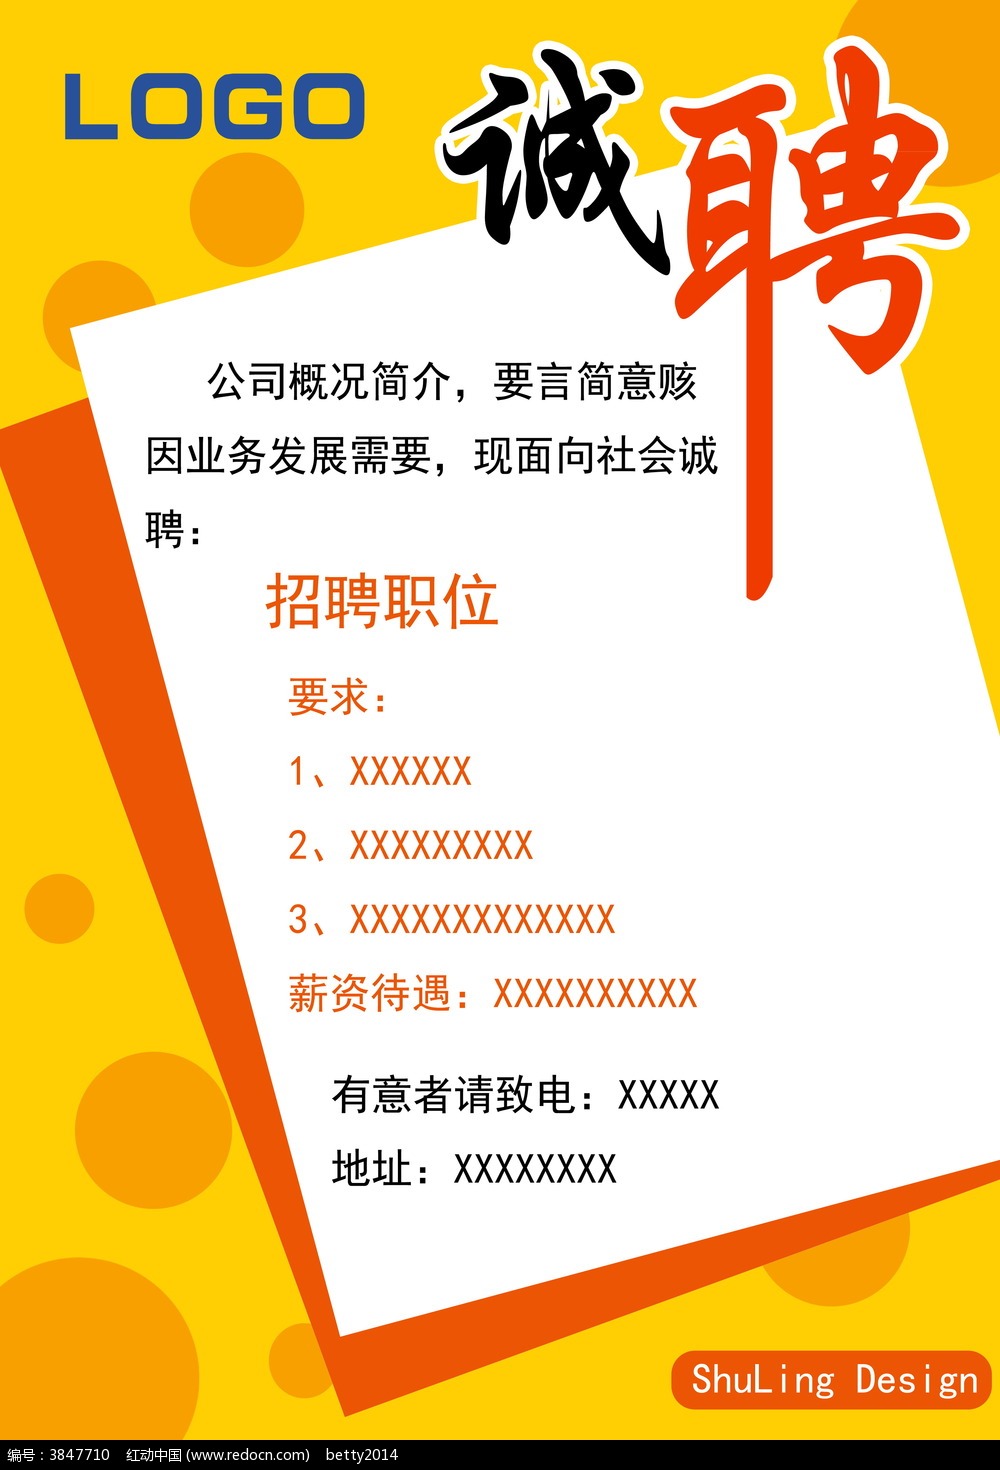 LOGO
诚聘
公司概况简介，要言简意赅
因业务发展需要，现面向社会诚
聘：
招聘职位
要求：
1、XXXXXX
2、XXXXXXXXX
3、XXXXXXXXXXXXX
薪资待遇：XXXXXXXXXX
有意者请致电：XXXXX
地址：XXXXXXXX
ShuLing Design
编号：3847710 红动中国 (www.redocn.com) betty2014